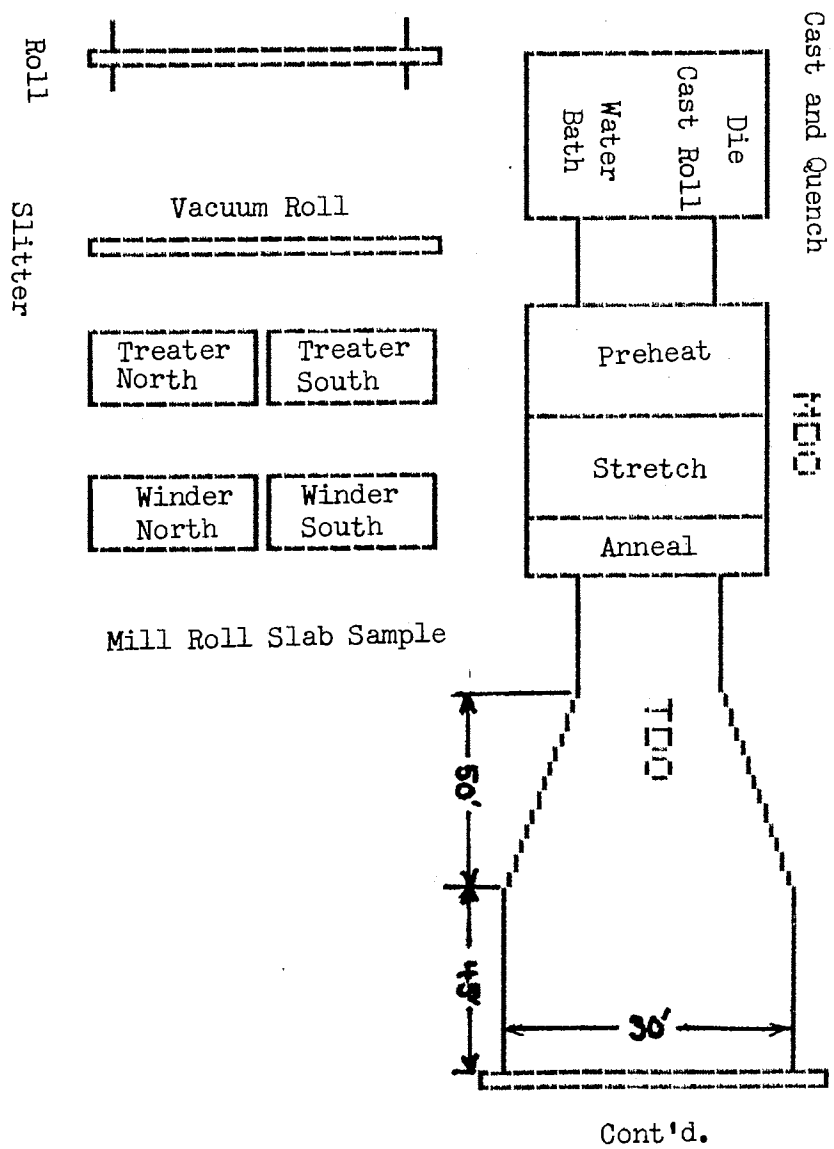 Cast and Quench
Die
Cast Roll
Water
Bath
MDO
Preheat
Stretch
Anneal
TDO
50'
45'
30'
Cont'd.
Roll
Slitter
Vacuum Roll
Treater
North
Treater
South
Winder
North
Winder
South
Mill Roll Slab Sample